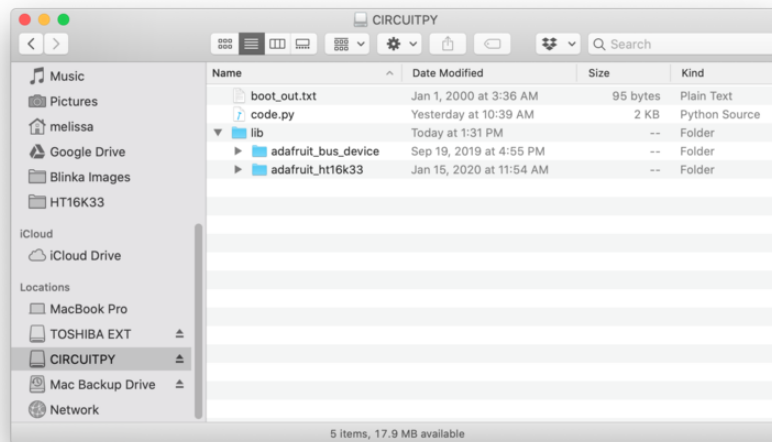 CIRCUITPY
Search
Music
Pictures
melissa
Google Drive
Blinka Images
HT16K33
iCloud
iCloud Drive
Locations
MacBook Pro
TOSHIBA EXT
CIRCUITPY
Mac Backup Drive
Network
Name Date Modified Size Kind
boot_out.txt Jan 1, 2000 at 3:36 AM 95 bytes Plain Text
code.py Yesterday at 10:39 AM 2 KB Python Source
lib Today at 1:31 PM -- Folder
adafruit_bus_device Sep 19, 2019 at 4:55 PM -- Folder
adafruit_ht16k33 Jan 15, 2020 at 11:54 AM -- Folder
5 items, 17.9 MB available